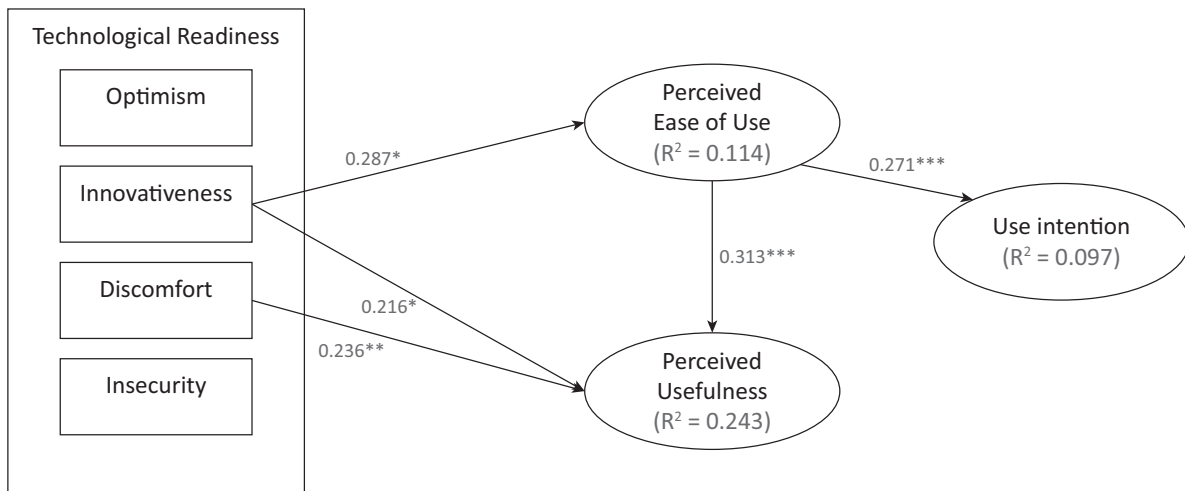 Technological Readiness
Optimism
Innovativeness
Discomfort
Insecurity
0.287*
0.216*
0.236**
Perceived
Ease of Use
(R² = 0.114)
0.271***
0.313***
Use intention
(R² = 0.097)
Perceived
Usefulness
(R² = 0.243)